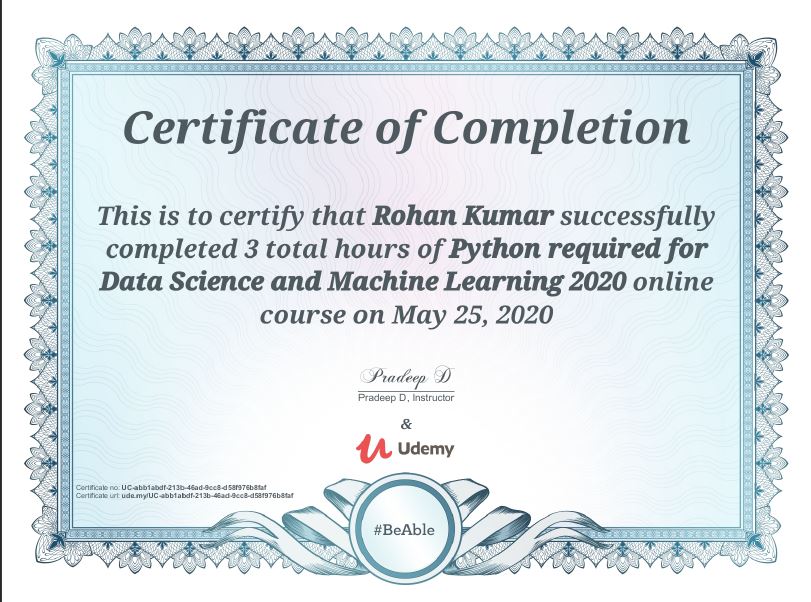 Certificate of Completion
This is to certify that Rohan Kumar successfully
completed 3 total hours of Python required for
Data Science and Machine Learning 2020 online
course on May 25, 2020
Pradeep D
Pradeep D, Instructor
&
Udemy
Certificate no: UC-abb1abdf-213b-46ad-9cc8-d58f976b8faf
Certificate url: ude.my/UC-abb1abdf-213b-46ad-9cc8-d58f976b8faf
#BeAble